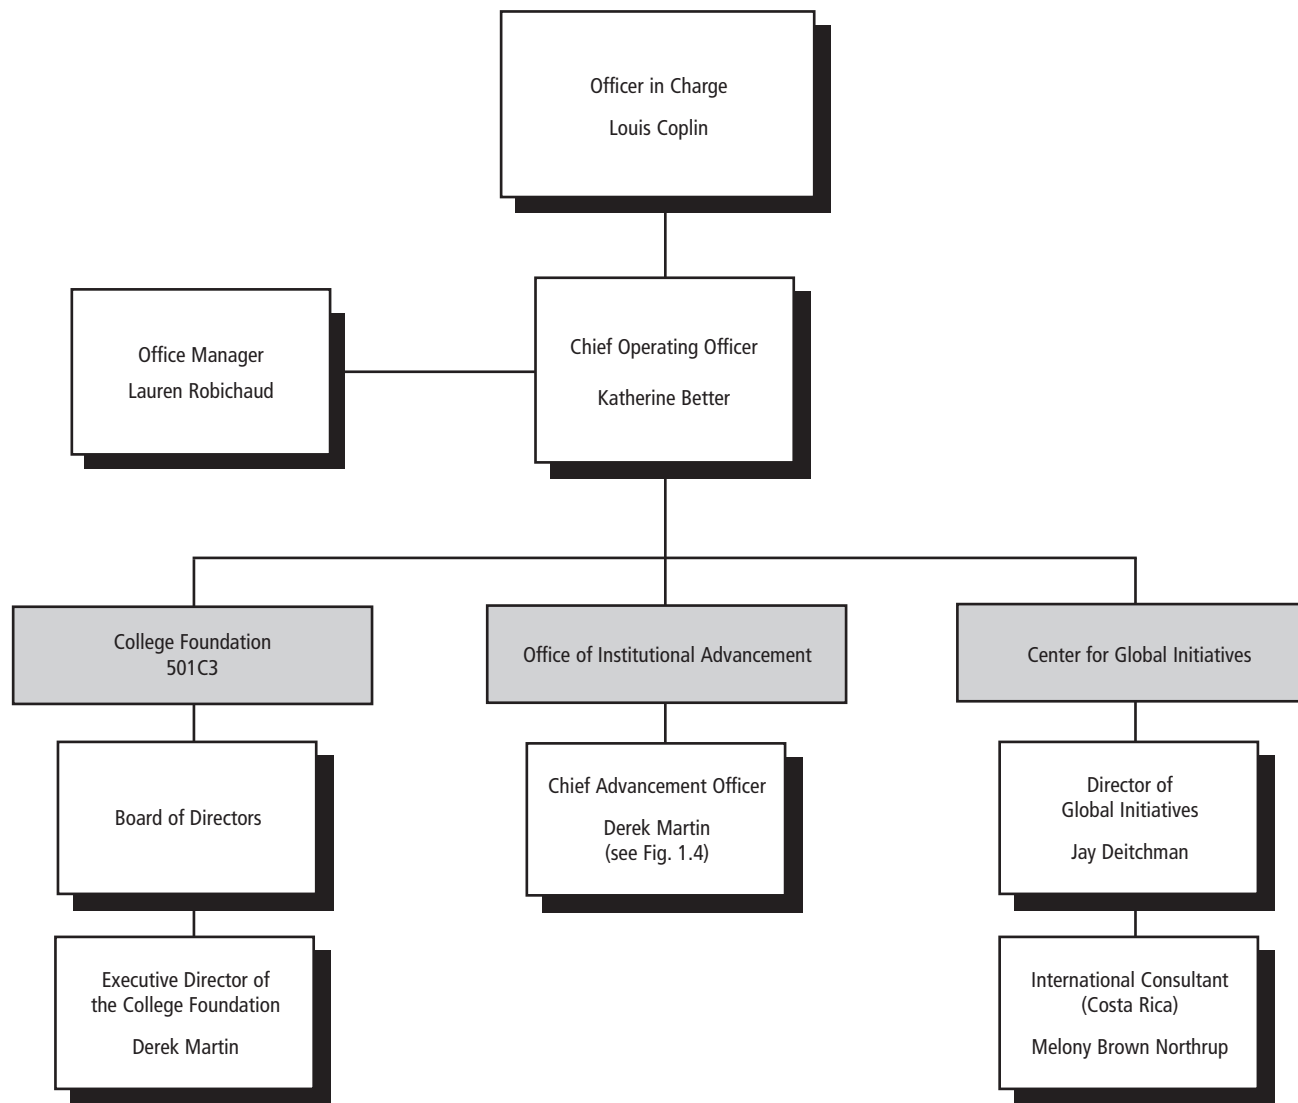 Officer in Charge
Louis Coplin
Office Manager
Lauren Robichaud
Chief Operating Officer
Katherine Better
College Foundation
501C3
Office of Institutional Advancement
Center for Global Initiatives
Board of Directors
Chief Advancement Officer
Derek Martin
(see Fig. 1.4)
Director of
Global Initiatives
Jay Deitchman
Executive Director of
the College Foundation
Derek Martin
International Consultant
(Costa Rica)
Melony Brown Northrup